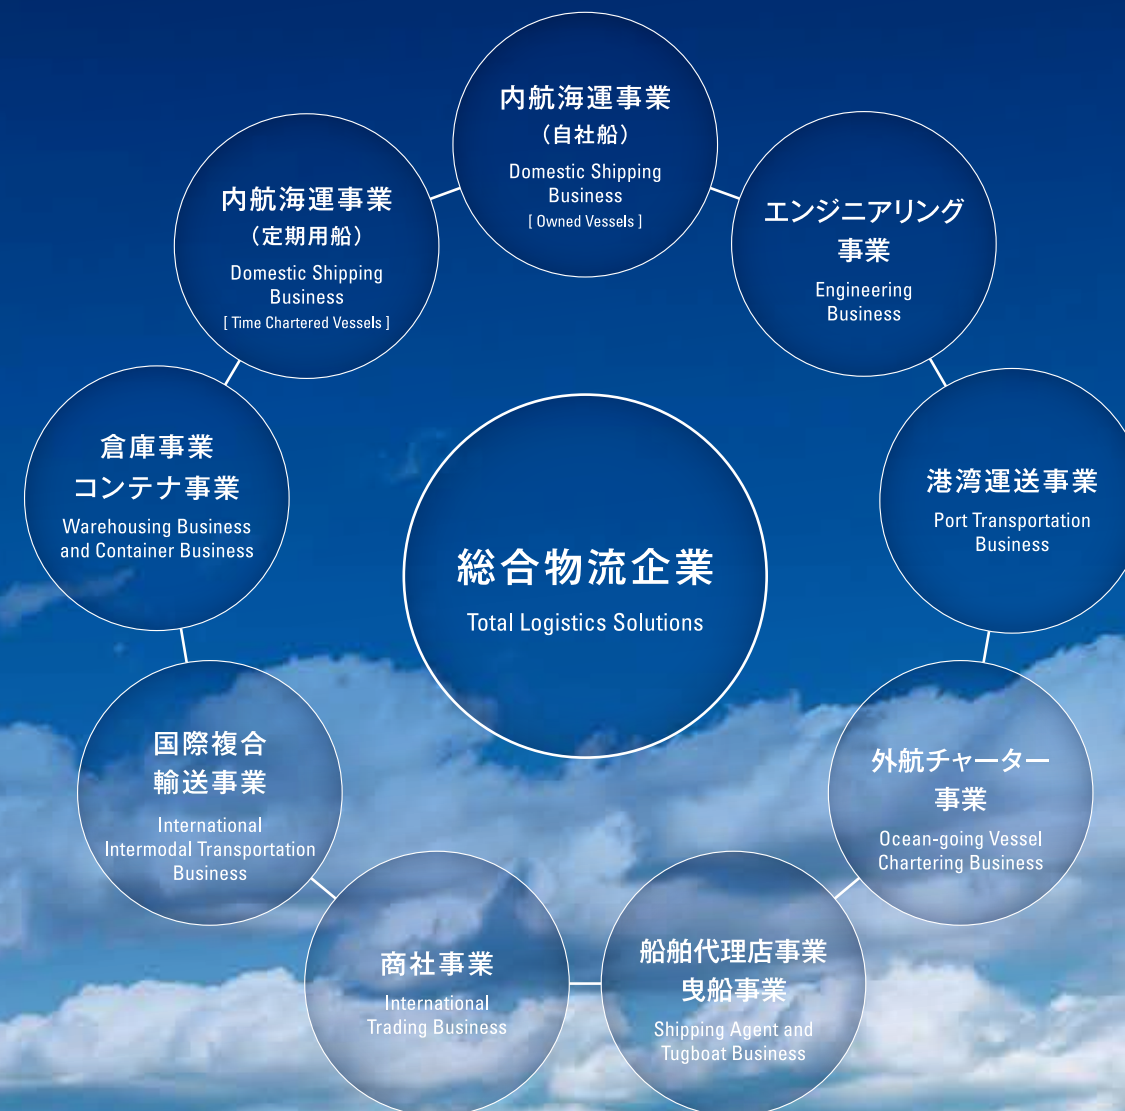 内航海運事業
（自社船）
Domestic Shipping
Business
[ Owned Vessels ]
エンジニアリング
事業
Engineering
Business
港湾運送事業
Port Transportation
Business
外航チャーター
事業
Ocean-going Vessel
Chartering Business
船舶代理店事業
曳船事業
Shipping Agent and
Tugboat Business
商社事業
International
Trading Business
国際複合
輸送事業
International
Intermodal Transportation
Business
倉庫事業
コンテナ事業
Warehousing Business
and Container Business
内航海運事業
（定期用船）
Domestic Shipping
Business
[ Time Chartered Vessels ]
総合物流企業
Total Logistics Solutions